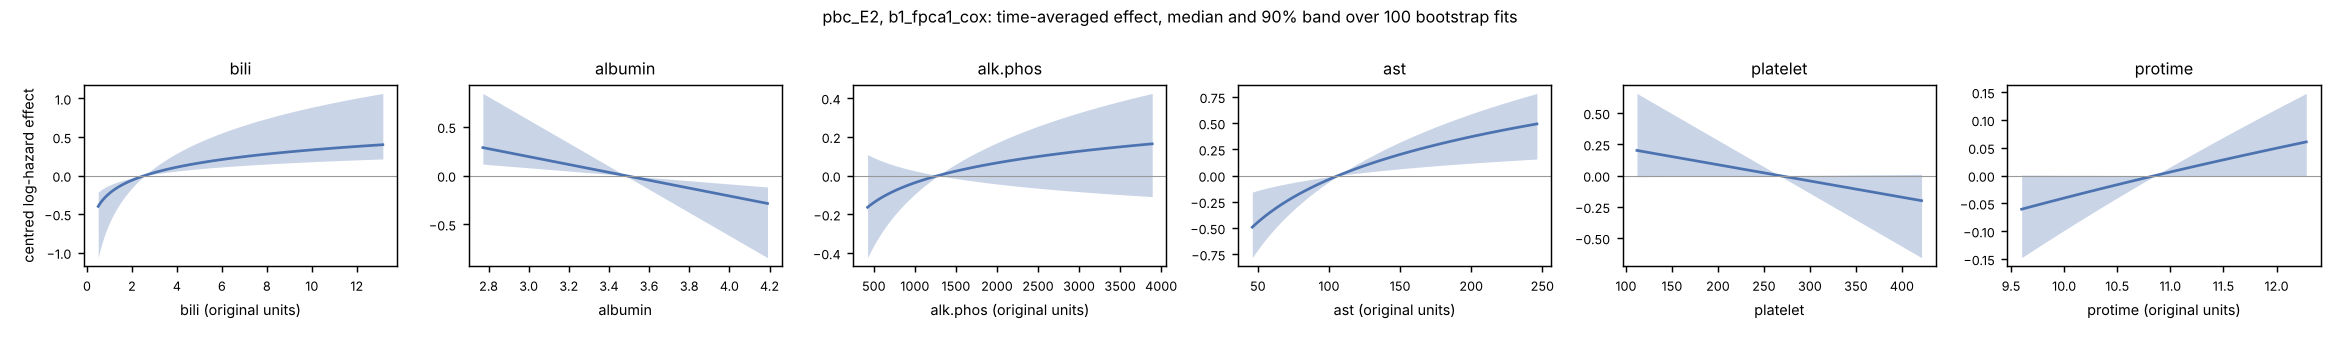 pbc_E2, b1_fpca1_cox: time-averaged effect, median and 90% band over 100 bootstrap fits
bili
centred log-hazard effect
1.0
0.5
0.0
−0.5
−1.0
0 2 4 6 8 10 12
bili (original units)
albumin
0.5
0.0
−0.5
2.8 3.0 3.2 3.4 3.6 3.8 4.0 4.2
albumin
alk.phos
0.4
0.2
0.0
−0.2
−0.4
500 1000 1500 2000 2500 3000 3500 4000
alk.phos (original units)
ast
0.75
0.50
0.25
0.00
−0.25
−0.50
−0.75
50 100 150 200 250
ast (original units)
platelet
0.50
0.25
0.00
−0.25
−0.50
100 150 200 250 300 350 400
platelet
protime
0.15
0.10
0.05
0.00
−0.05
−0.10
−0.15
9.5 10.0 10.5 11.0 11.5 12.0
protime (original units)